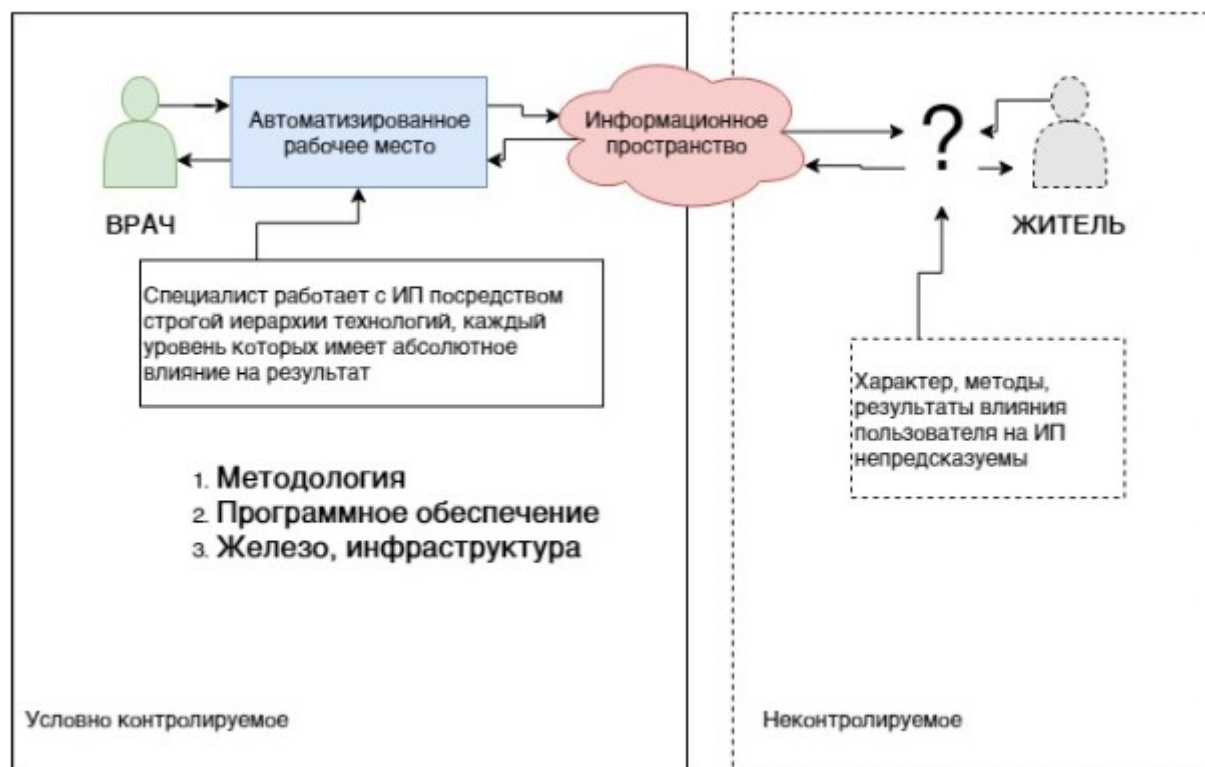 Автоматизированное
рабочее место
Информационное
пространство
?
ВРАЧ
ЖИТЕЛЬ
Специалист работает с ИП посредством
строгой иерархии технологий, каждый
уровень которых имеет абсолютное
влияние на результат
Характер, методы,
результаты влияния
пользователя на ИП
непредсказуемы
1. Методология
2. Программное обеспечение
3. Железо, инфраструктура
Условно контролируемое
Неконтролируемое